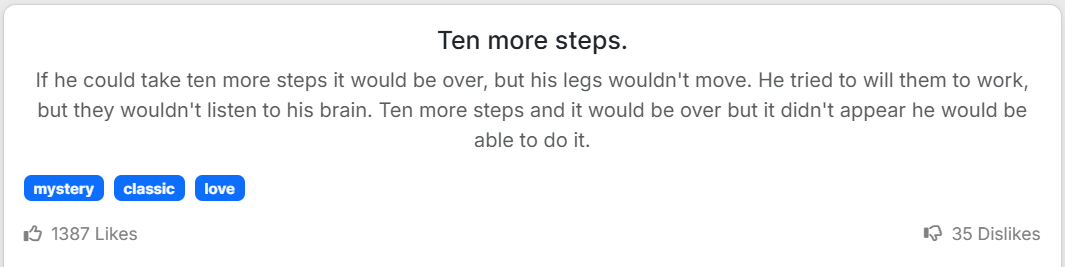 Ten more steps.
If he could take ten more steps it would be over, but his legs wouldn't move. He tried to will them to work,
but they wouldn't listen to his brain. Ten more steps and it would be over but it didn't appear he would be
able to do it.
mystery classic love
1387 Likes 35 Dislikes